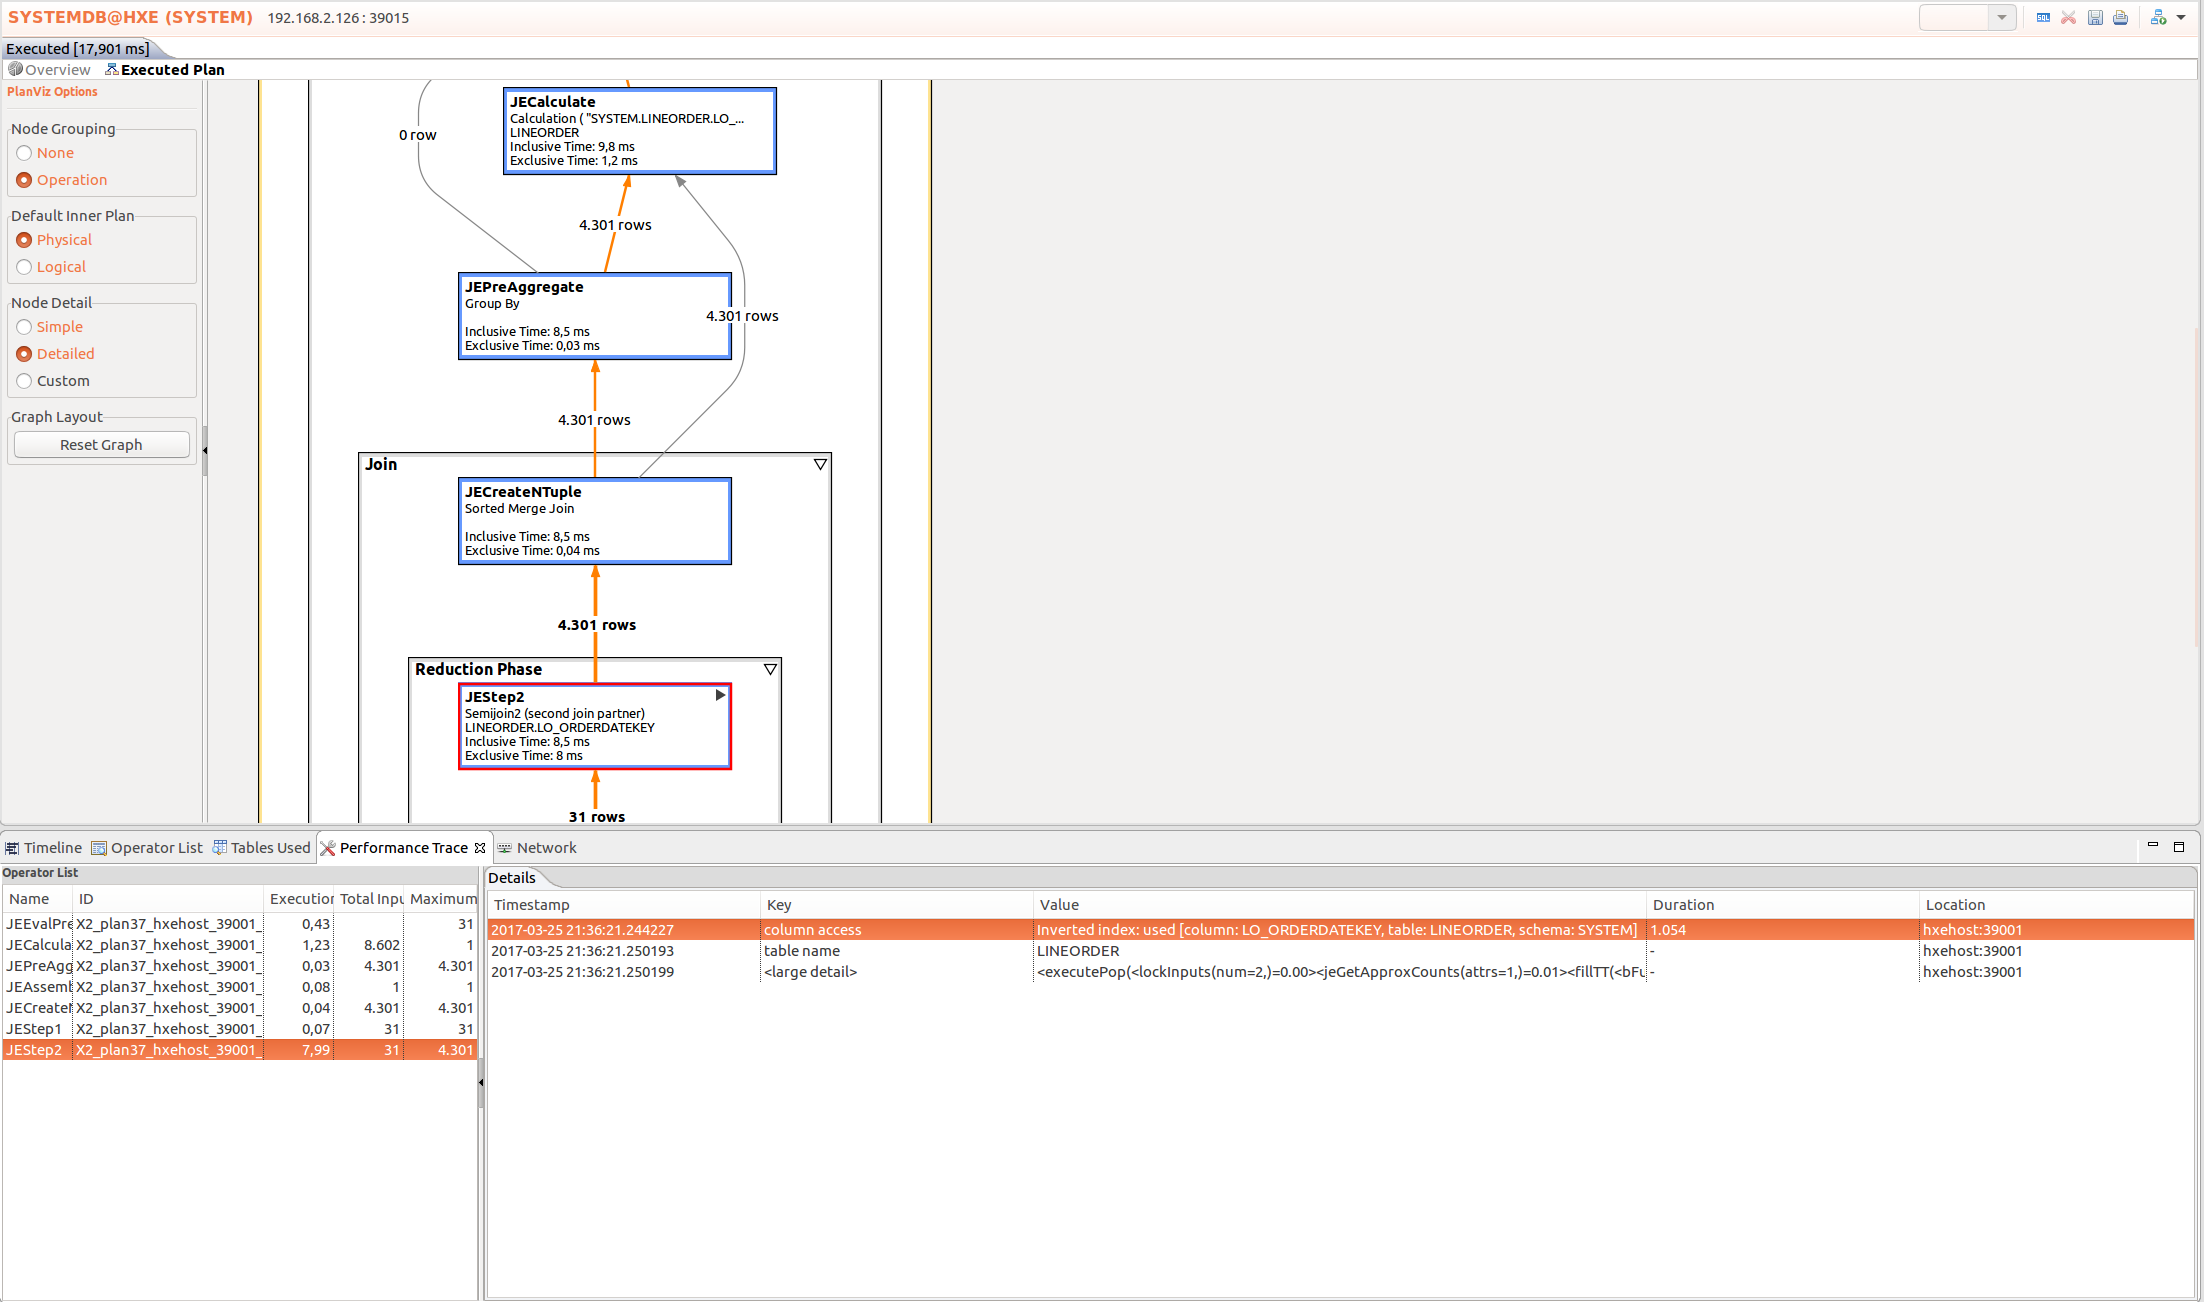 SYSTEMDB@HXE (SYSTEM) 192.168.2.126 : 39015
SQL
Executed [17,901 ms]
Overview Executed Plan
PlanViz Options
Node Grouping
None
Operation
Default Inner Plan
Physical
Logical
Node Detail
Simple
Detailed
Custom
Graph Layout
Reset Graph
JECalculate
Calculation ( "SYSTEM.LINEORDER.LO_...
LINEORDER
Inclusive Time: 9,8 ms
Exclusive Time: 1,2 ms
0 row
4.301 rows
JEPreAggregate
Group By
Inclusive Time: 8,5 ms
Exclusive Time: 0,03 ms
4.301 rows
4.301 rows
Join
JECreateNTuple
Sorted Merge Join
Inclusive Time: 8,5 ms
Exclusive Time: 0,04 ms
4.301 rows
Reduction Phase
JEStep2
Semijoin2 (second join partner)
LINEORDER.LO_ORDERDATEKEY
Inclusive Time: 8,5 ms
Exclusive Time: 8 ms
31 rows
Timeline Operator List Tables Used Performance Trace Network
Operator List
Name ID Execution Total Inpu Maximum
JEEvalPre X2_plan37_hxehost_39001_ 0,43 31
JECalcula X2_plan37_hxehost_39001_ 1,23 8.602 1
JEPreAgg X2_plan37_hxehost_39001_ 0,03 4.301 4.301
JEAsseml X2_plan37_hxehost_39001_ 0,08 1 1
JECreatel X2_plan37_hxehost_39001_ 0,04 4.301 4.301
JEStep1 X2_plan37_hxehost_39001_ 0,07 31 31
JEStep2 X2_plan37_hxehost_39001_ 7,99 31 4.301
Details
Timestamp Key Value Duration Location
2017-03-25 21:36:21.244227 column access Inverted index: used [column: LO_ORDERDATEKEY, table: LINEORDER, schema: SYSTEM] 1.054 hxehost:39001
2017-03-25 21:36:21.250193 table name LINEORDER - hxehost:39001
2017-03-25 21:36:21.250199 <large detail> <executePop(<lockInputs(num=2,)=0.00><jeGetApproxCounts(attrs=1,)=0.01><fillTT(<bFu - hxehost:39001